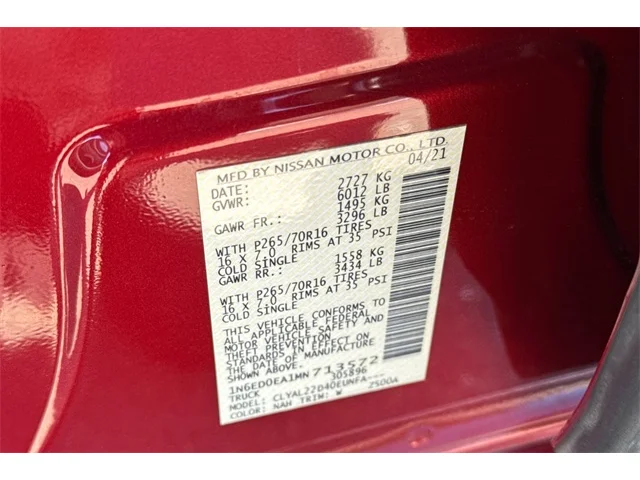 MFD BY NISSAN MOTOR CO., LTD.
DATE: 04/21
GVWR: 2727 KG
6012 LB
GAWR FR.: 1495 KG
3296 LB
WITH P265/70R16 TIRES
16 X 7.0 RIMS AT 35 PSI
COLD SINGLE
GAWR RR.: 1558 KG
3434 LB
WITH P265/70R16 TIRES
16 X 7.0 RIMS AT 35 PSI
COLD SINGLE
THIS VEHICLE CONFORMS TO
ALL APPLICABLE FEDERAL
MOTOR VEHICLE SAFETY AND
THEFT PREVENTION
STANDARDS IN EFFECT ON
THE DATE OF MANUFACTURE
SHOWN ABOVE.
1N6ED0EA1MN713572
TRUCK 305896
MODEL: CLYAL22D40EUNFA---
COLOR: NAH TRIM: W 2500A